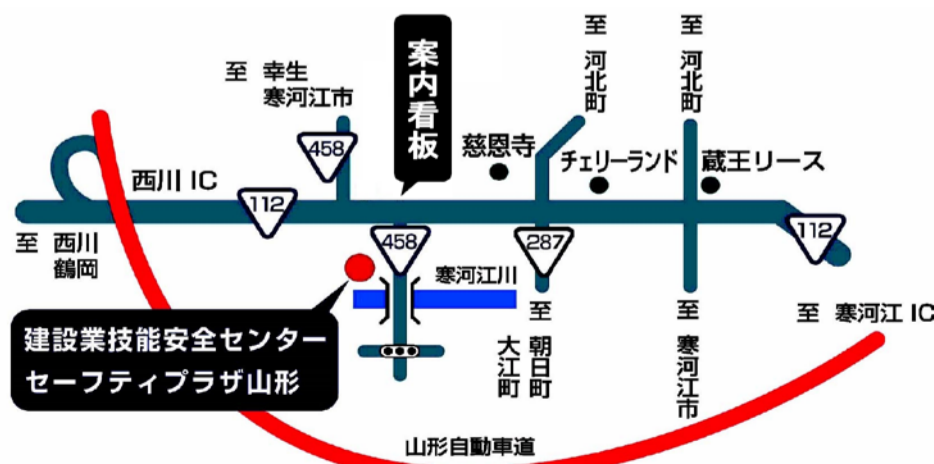 至 河北町
至 河北町
案内看板
至 幸生
寒河江市
458
慈恩寺
チェリーランド
蔵王リース
西川 IC
112
458
287
112
至 西川
鶴岡
寒河江川
建設業技能安全センター
セーフティプラザ山形
至 朝日町
大江町
至 寒河江市
至 寒河江 IC
山形自動車道